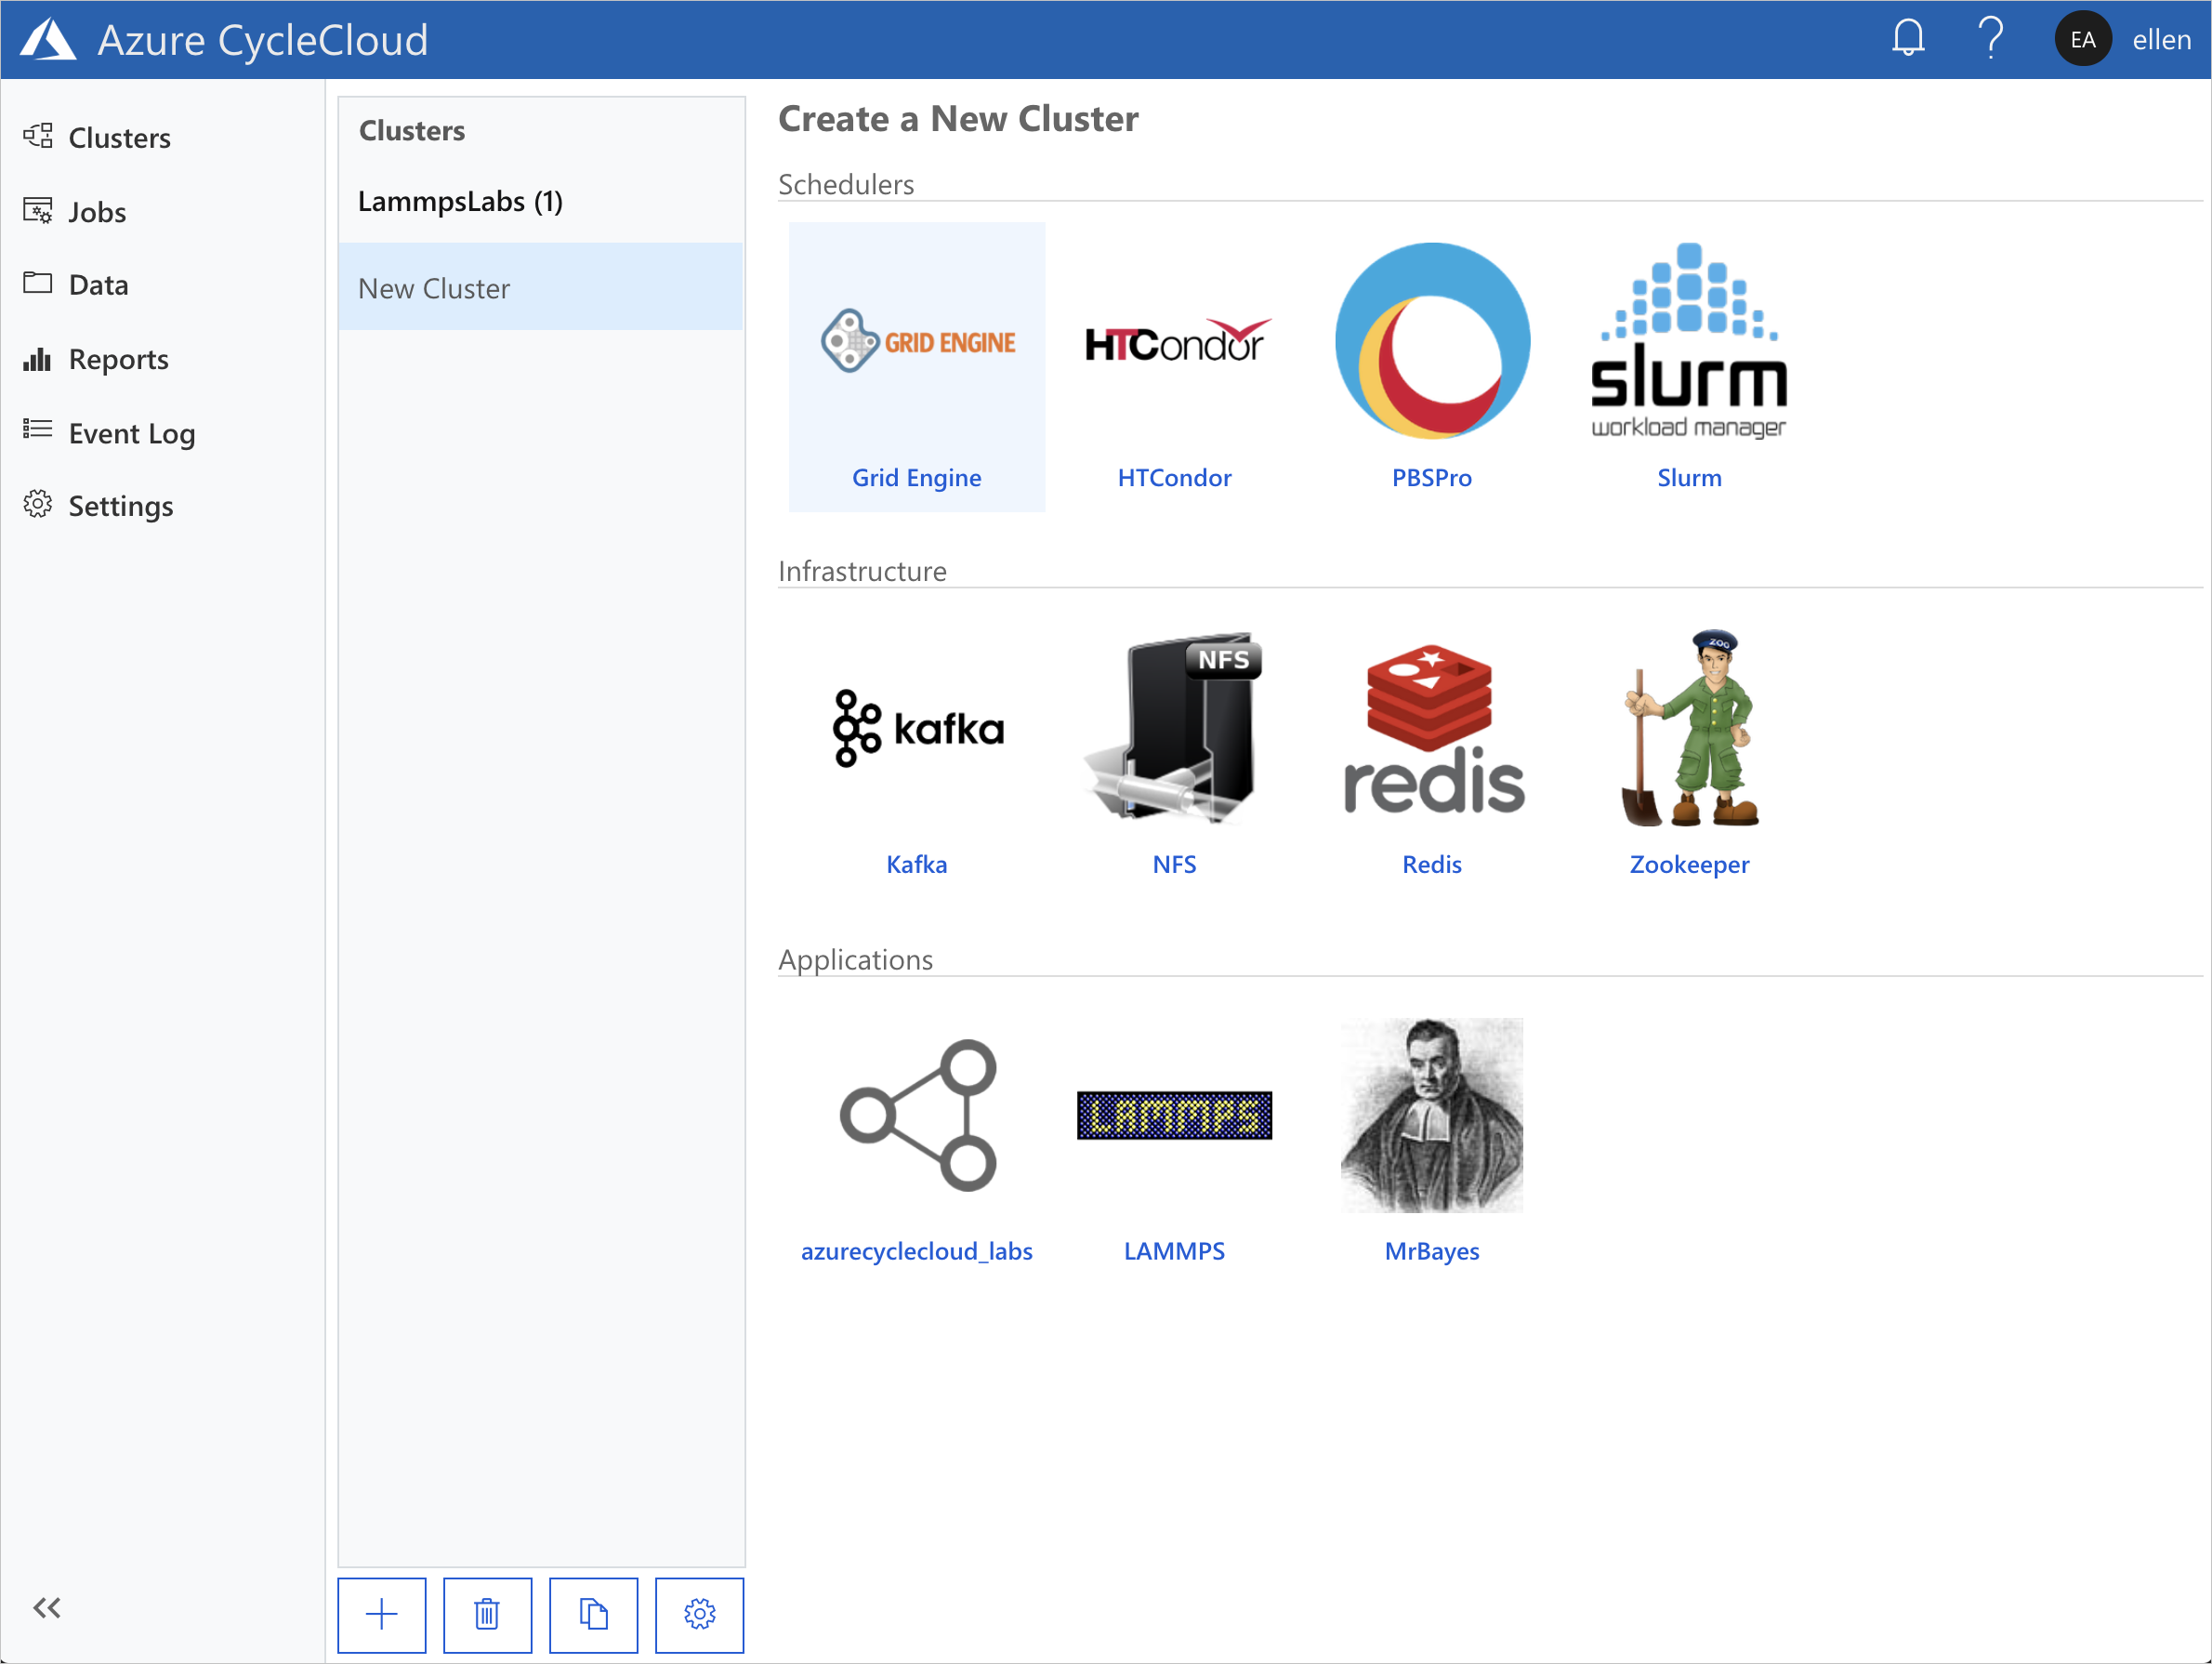 Azure CycleCloud
EA
ellen
Clusters
Jobs
Data
Reports
Event Log
Settings
Clusters
LammpsLabs (1)
New Cluster
Create a New Cluster
Schedulers
GRID ENGINE
HTCondor
slurm
workload manager
Grid Engine
HTCondor
PBSPro
Slurm
Infrastructure
kafka
NFS
redis
ZOO
Kafka
NFS
Redis
Zookeeper
Applications
LAMMPS
azurecyclecloud_labs
LAMMPS
MrBayes